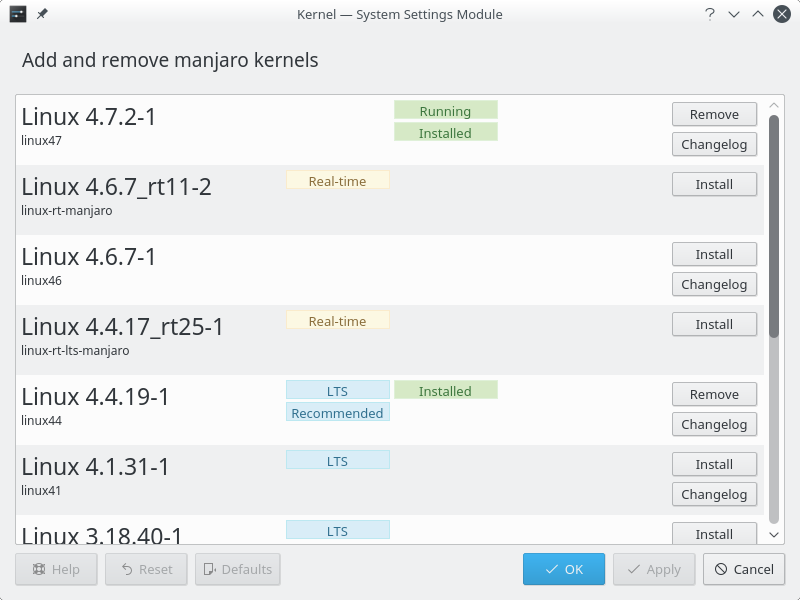 Kernel — System Settings Module
Add and remove manjaro kernels
Linux 4.7.2-1
linux47
Running
Installed
Remove
Changelog
Linux 4.6.7_rt11-2
linux-rt-manjaro
Real-time
Install
Linux 4.6.7-1
linux46
Install
Changelog
Linux 4.4.17_rt25-1
linux-rt-lts-manjaro
Real-time
Install
Linux 4.4.19-1
linux44
LTS
Recommended
Installed
Remove
Changelog
Linux 4.1.31-1
linux41
LTS
Install
Changelog
Linux 3.18.40-1
LTS
Install
Help
Reset
Defaults
OK
Apply
Cancel